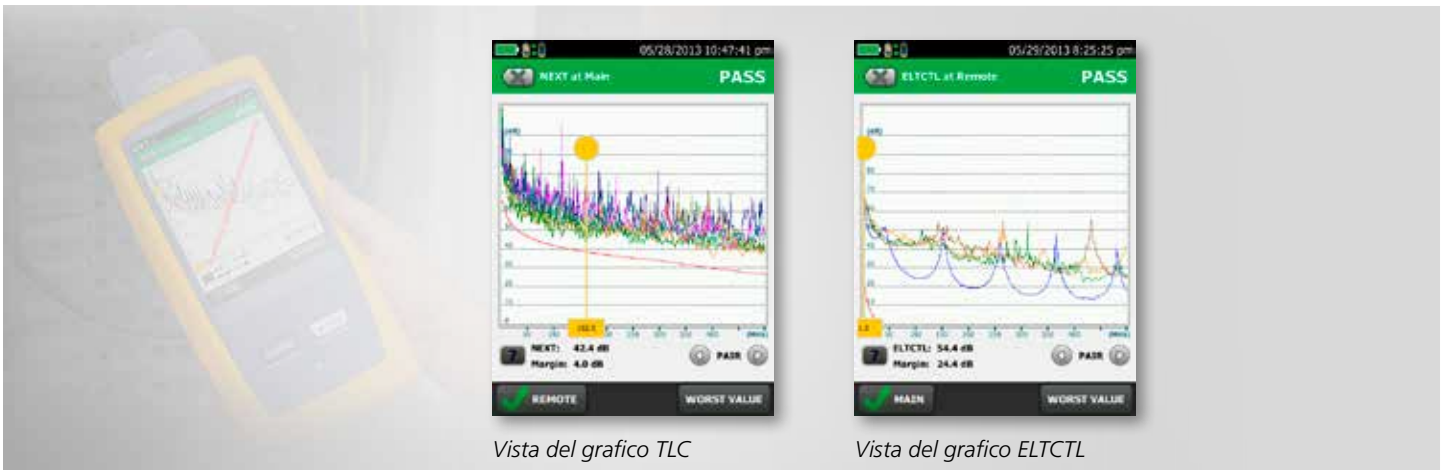 05/28/2013 10:47:41 pm
NEXT at Main
PASS
(dB)
NEXT: 42.4 dB
Margin: 4.0 dB
PAIR
REMOTE
WORST VALUE
Vista del grafico TLC
05/29/2013 8:25:25 pm
ELTCTL at Remote
PASS
(dB)
ELTCTL: 54.4 dB
Margin: 24.4 dB
PAIR
MAIN
WORST VALUE
Vista del grafico ELTCTL